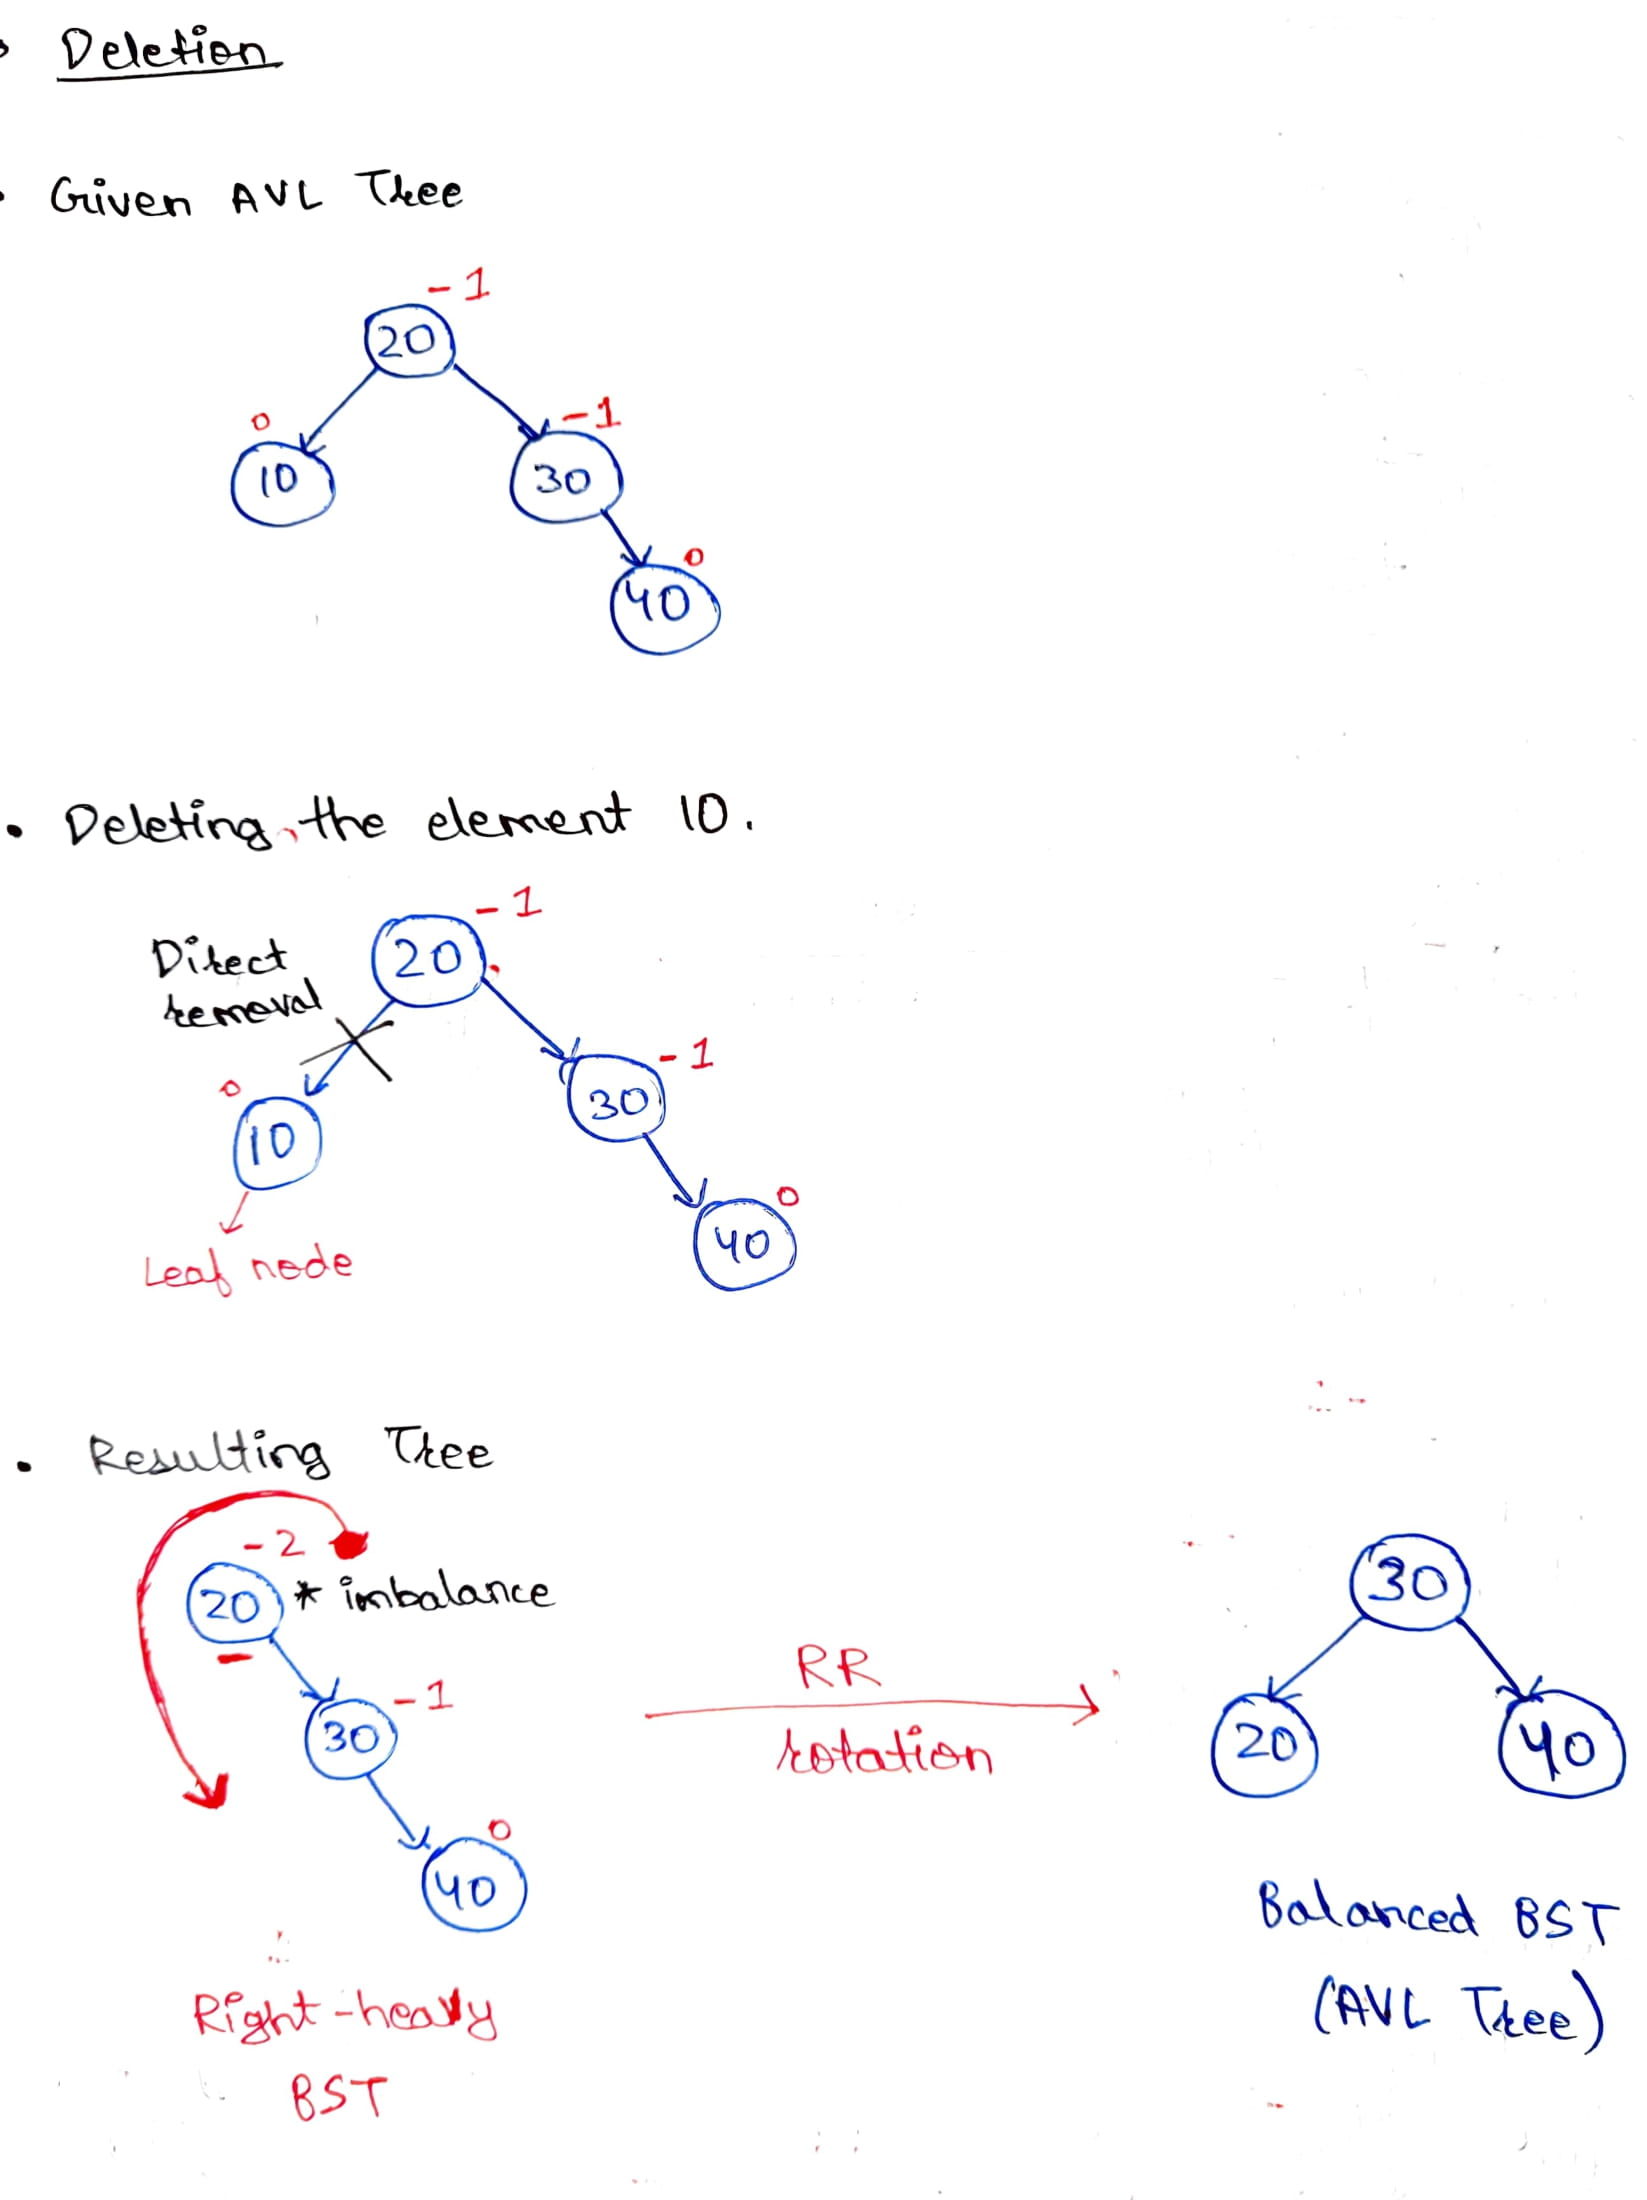 Deletion
Given AVL Tree
-1
20
0
-1
10
30
0
40
• Deleting the element 10.
-1
Direct
20
removal
-1
0
30
10
0
40
Leaf node
• Resulting Tree
-2
20 * imbalance
30
RR
-1
30
20
40
rotation
0
40
Balanced BST
Right-heavy
(AVL Tree)
BST